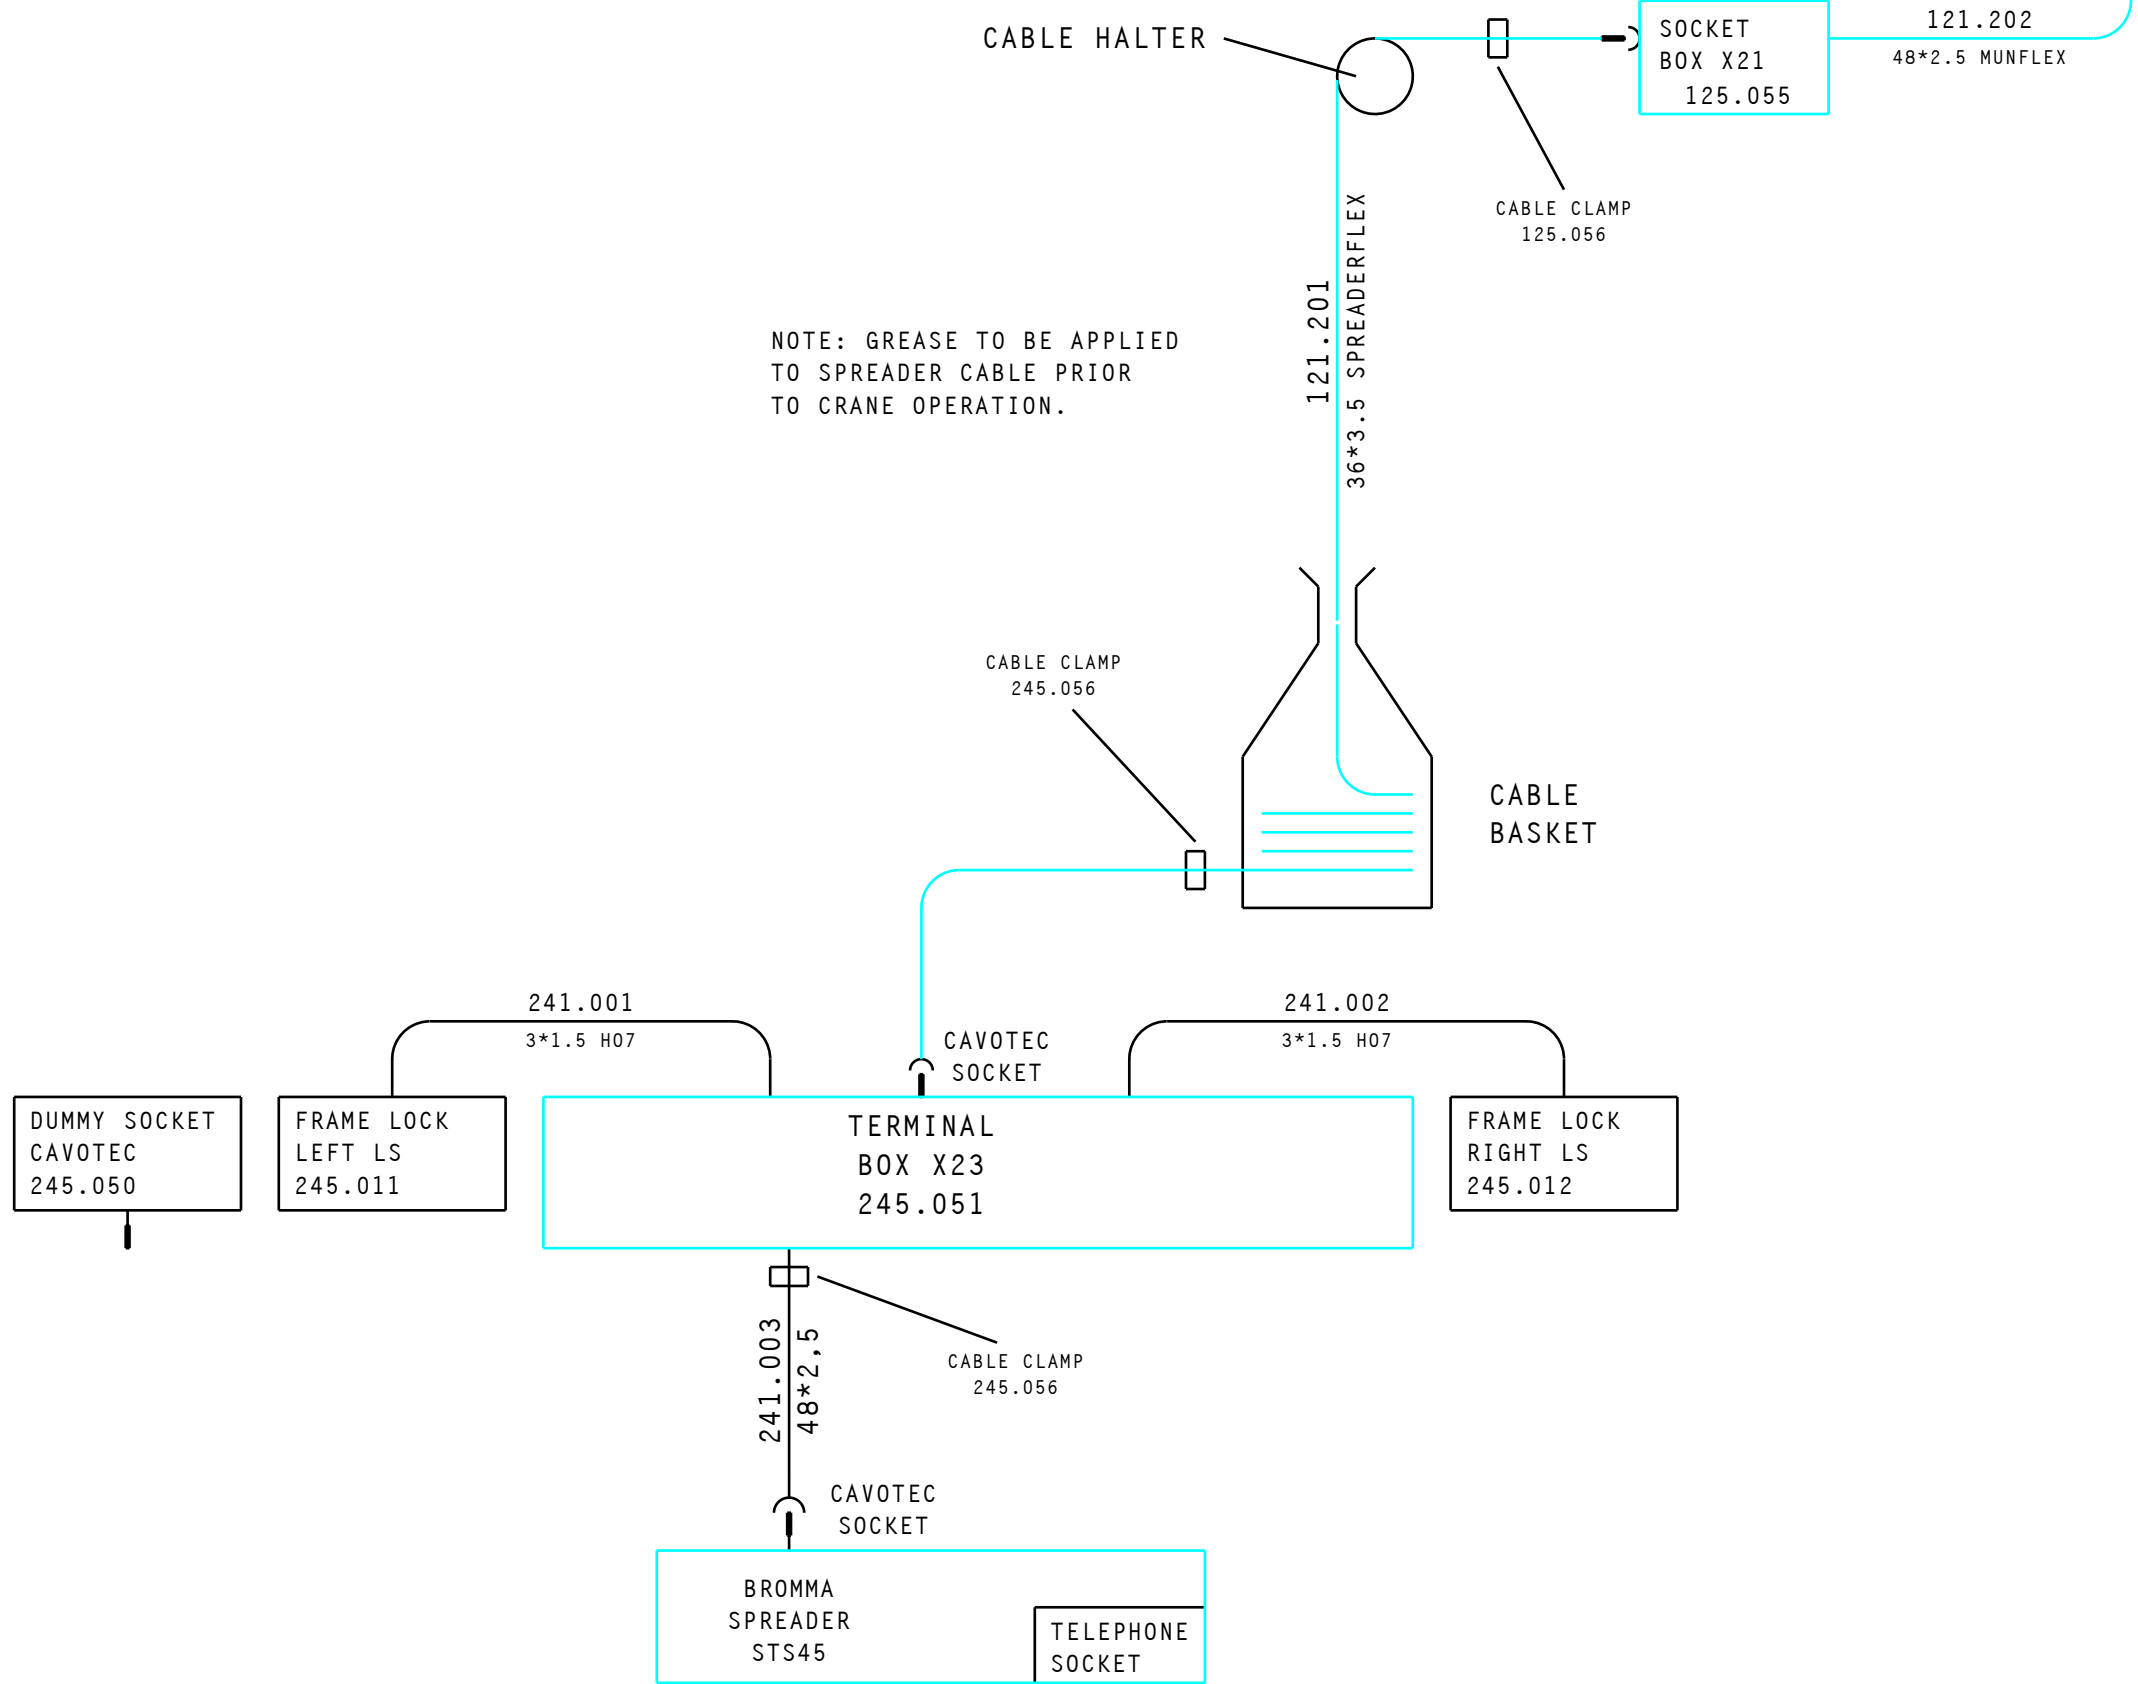 CABLE HALTER
SOCKET
BOX X21
125.055
121.202
48*2.5 MUNFLEX
CABLE CLAMP
125.056
121.201
36*3.5 SPREADERFLEX
NOTE: GREASE TO BE APPLIED
TO SPREADER CABLE PRIOR
TO CRANE OPERATION.
CABLE CLAMP
245.056
CABLE
BASKET
241.001
3*1.5 H07
CAVOTEC
SOCKET
241.002
3*1.5 H07
DUMMY SOCKET
CAVOTEC
245.050
FRAME LOCK
LEFT LS
245.011
TERMINAL
BOX X23
245.051
FRAME LOCK
RIGHT LS
245.012
241.003
48*2,5
CABLE CLAMP
245.056
CAVOTEC
SOCKET
BROMMA
SPREADER
STS45
TELEPHONE
SOCKET